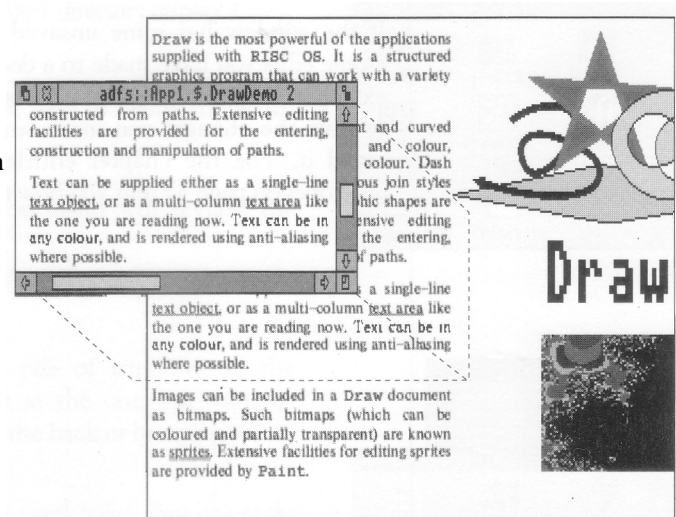 Draw is the most powerful of the applications
supplied with RISC OS. It is a structured
graphics program that can work with a variety
adfs::App1.$.DrawDemo 2
constructed from paths. Extensive editing
facilities are provided for the entering,
construction and manipulation of paths.
Text can be supplied either as a single-line
text object, or as a multi-column text area like
the one you are reading now. Text can be in
any colour, and is rendered using anti-aliasing
where possible.
and curved
and colour,
colour. Dash
join styles
shapes are
editing
the entering,
of paths.
a single-line
text object, or as a multi-column text area like
the one you are reading now. Text can be in
any colour, and is rendered using anti-aliasing
where possible.
Images can be included in a Draw document
as bitmaps. Such bitmaps (which can be
coloured and partially transparent) are known
as sprites. Extensive facilities for editing sprites
are provided by Paint.
Draw